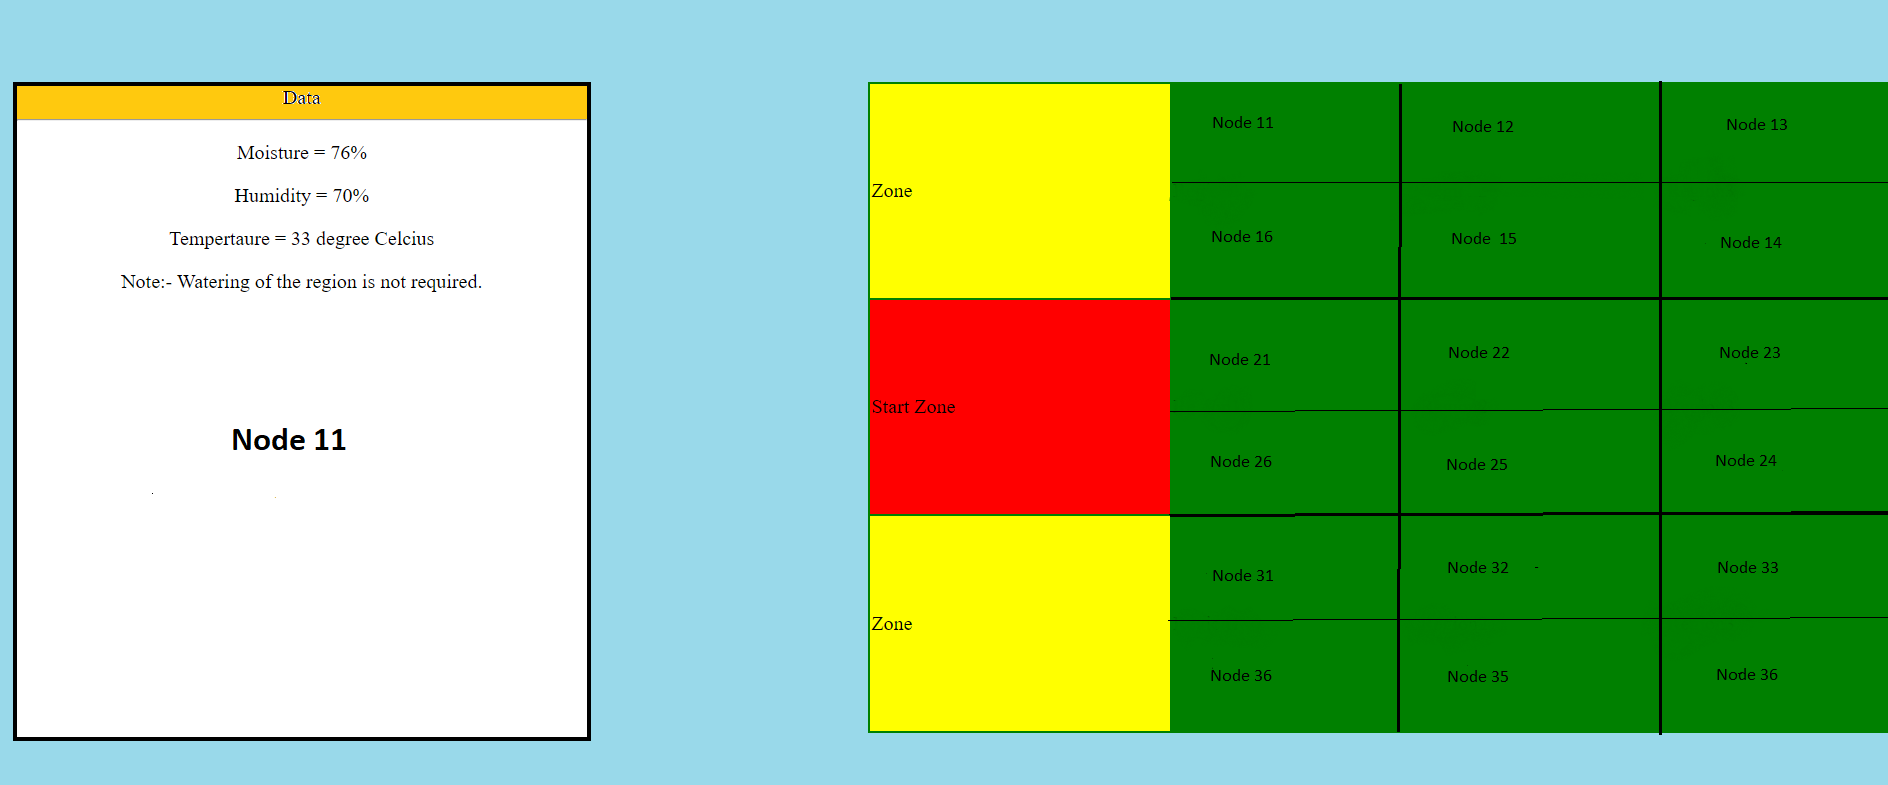 Data
Moisture = 76%
Humidity = 70%
Tempertaure = 33 degree Celcius
Note:- Watering of the region is not required.
Node 11
Zone
Node 11
Node 12
Node 13
Node 16
Node  15
Node 14
Start Zone
Node 21
Node 22
Node 23
Node 26
Node 25
Node 24
Zone
Node 31
Node 32
Node 33
Node 36
Node 35
Node 36